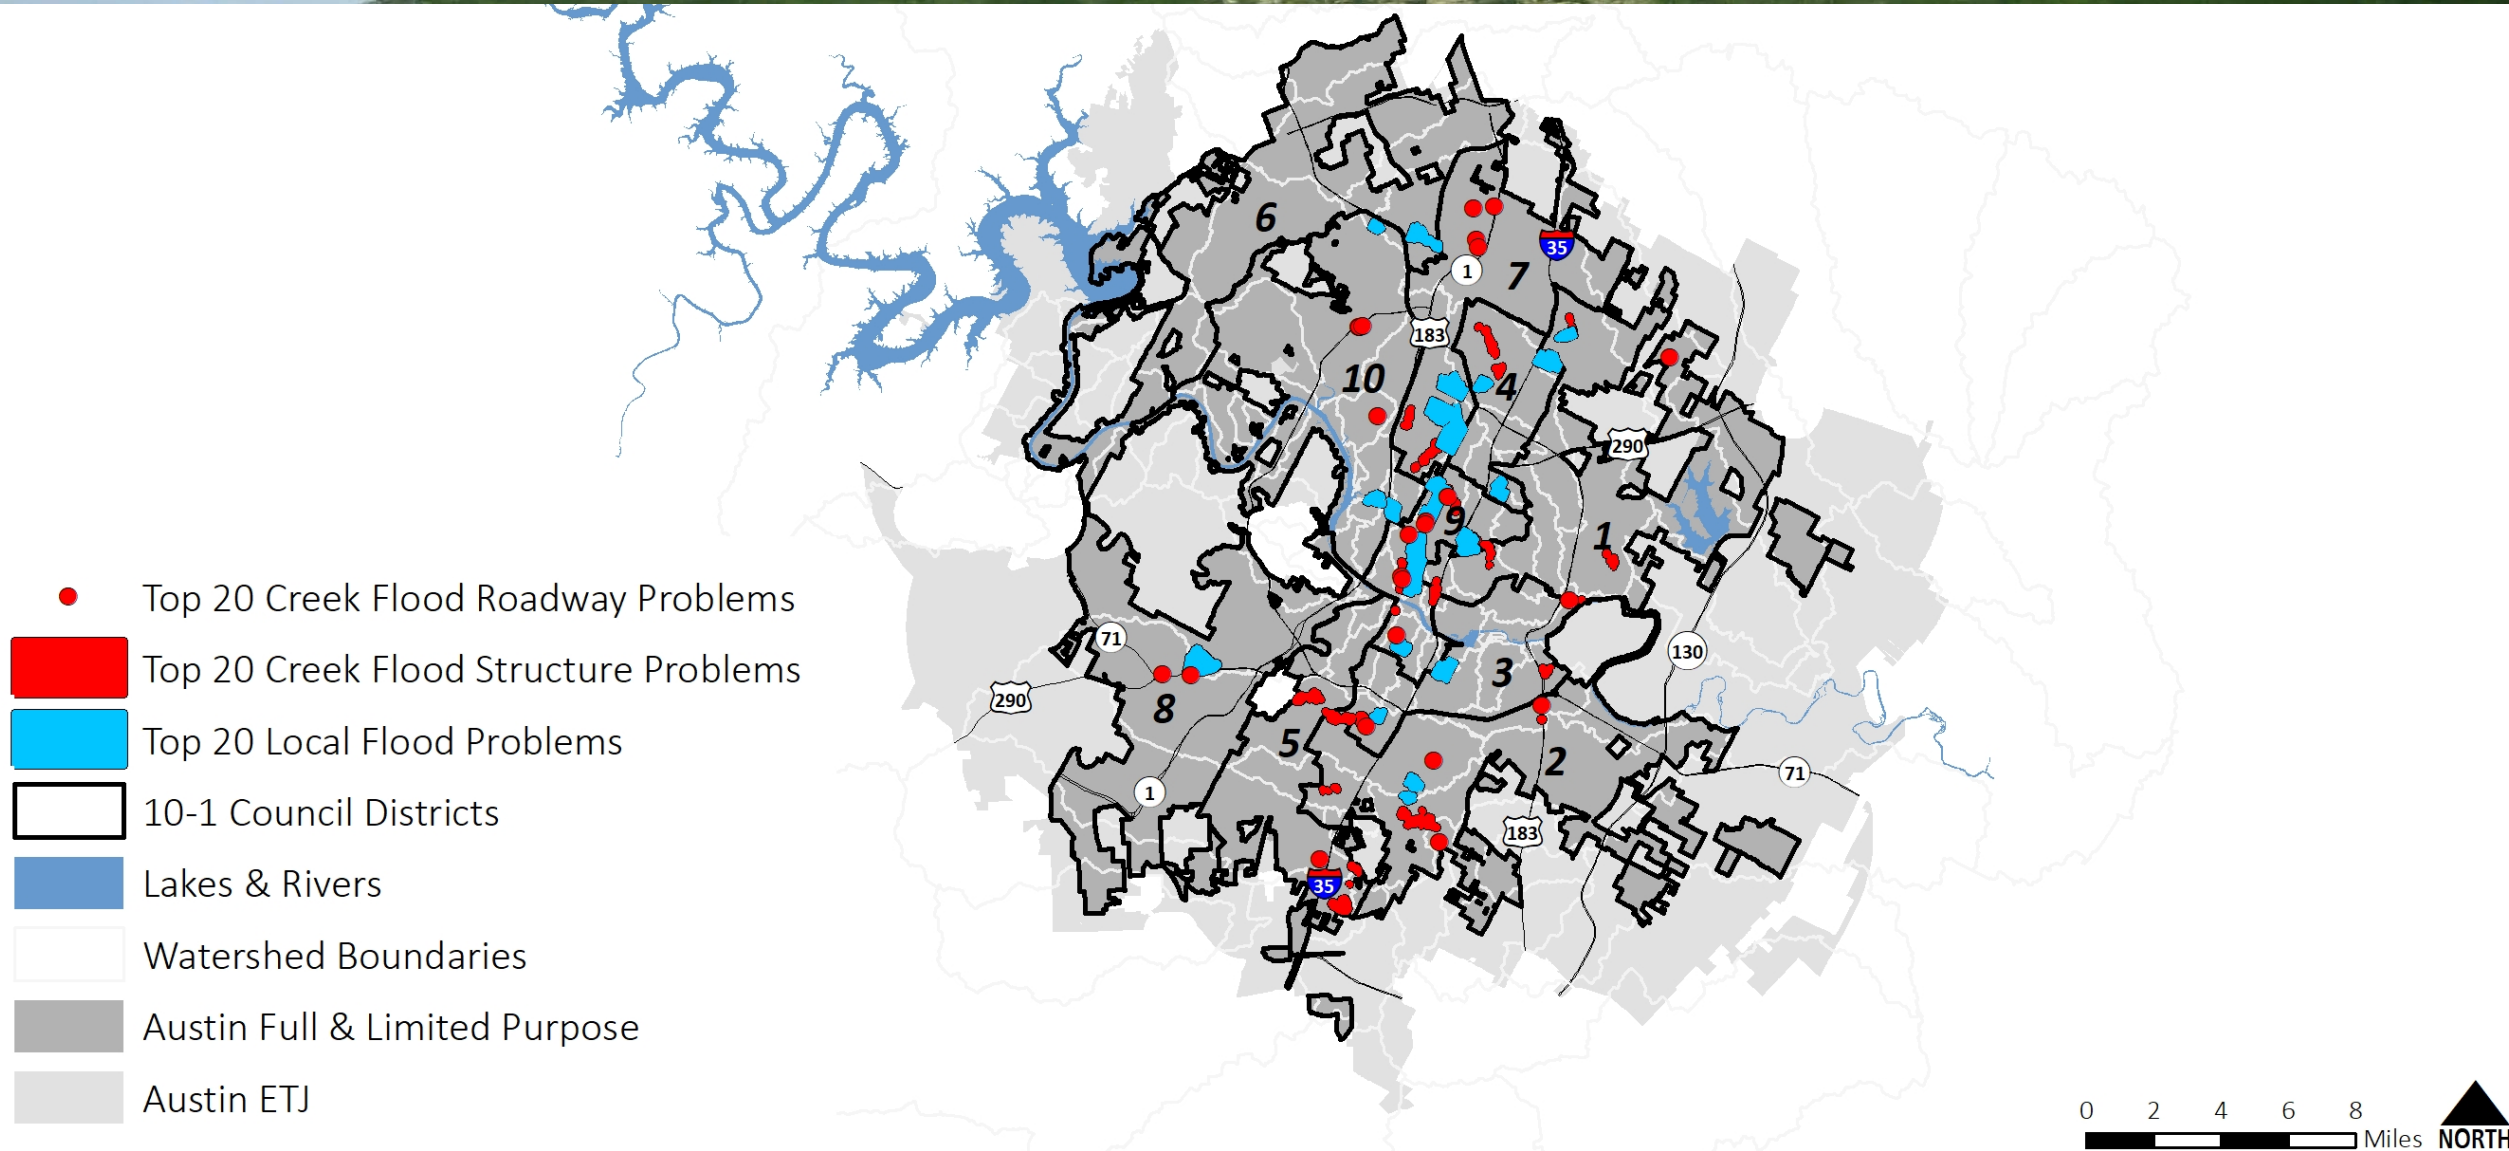 6
35
1
7
183
10
4
290
9
1
Top 20 Creek Flood Roadway Problems
71
130
Top 20 Creek Flood Structure Problems
3
290
8
Top 20 Local Flood Problems
5
2
71
1
10-1 Council Districts
183
35
Lakes & Rivers
Watershed Boundaries
Austin Full & Limited Purpose
Austin ETJ
0 2 4 6 8
Miles
NORTH